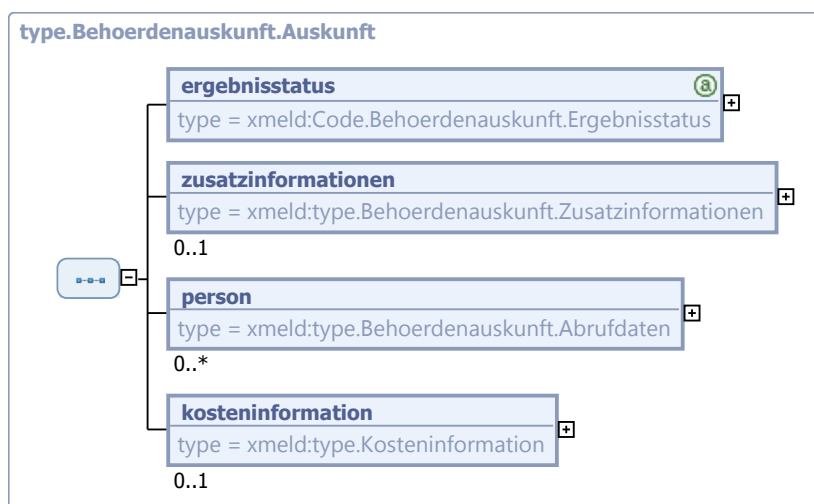 type.Behoerdenauskunft.Auskunft
ergebnisstatus a
type = xmeld:Code.Behoerdenauskunft.Ergebnisstatus
zusatzinformationen
type = xmeld:type.Behoerdenauskunft.Zusatzinformationen
0..1
person
type = xmeld:type.Behoerdenauskunft.Abrufdaten
0..*
kosteninformation
type = xmeld:type.Kosteninformation
0..1